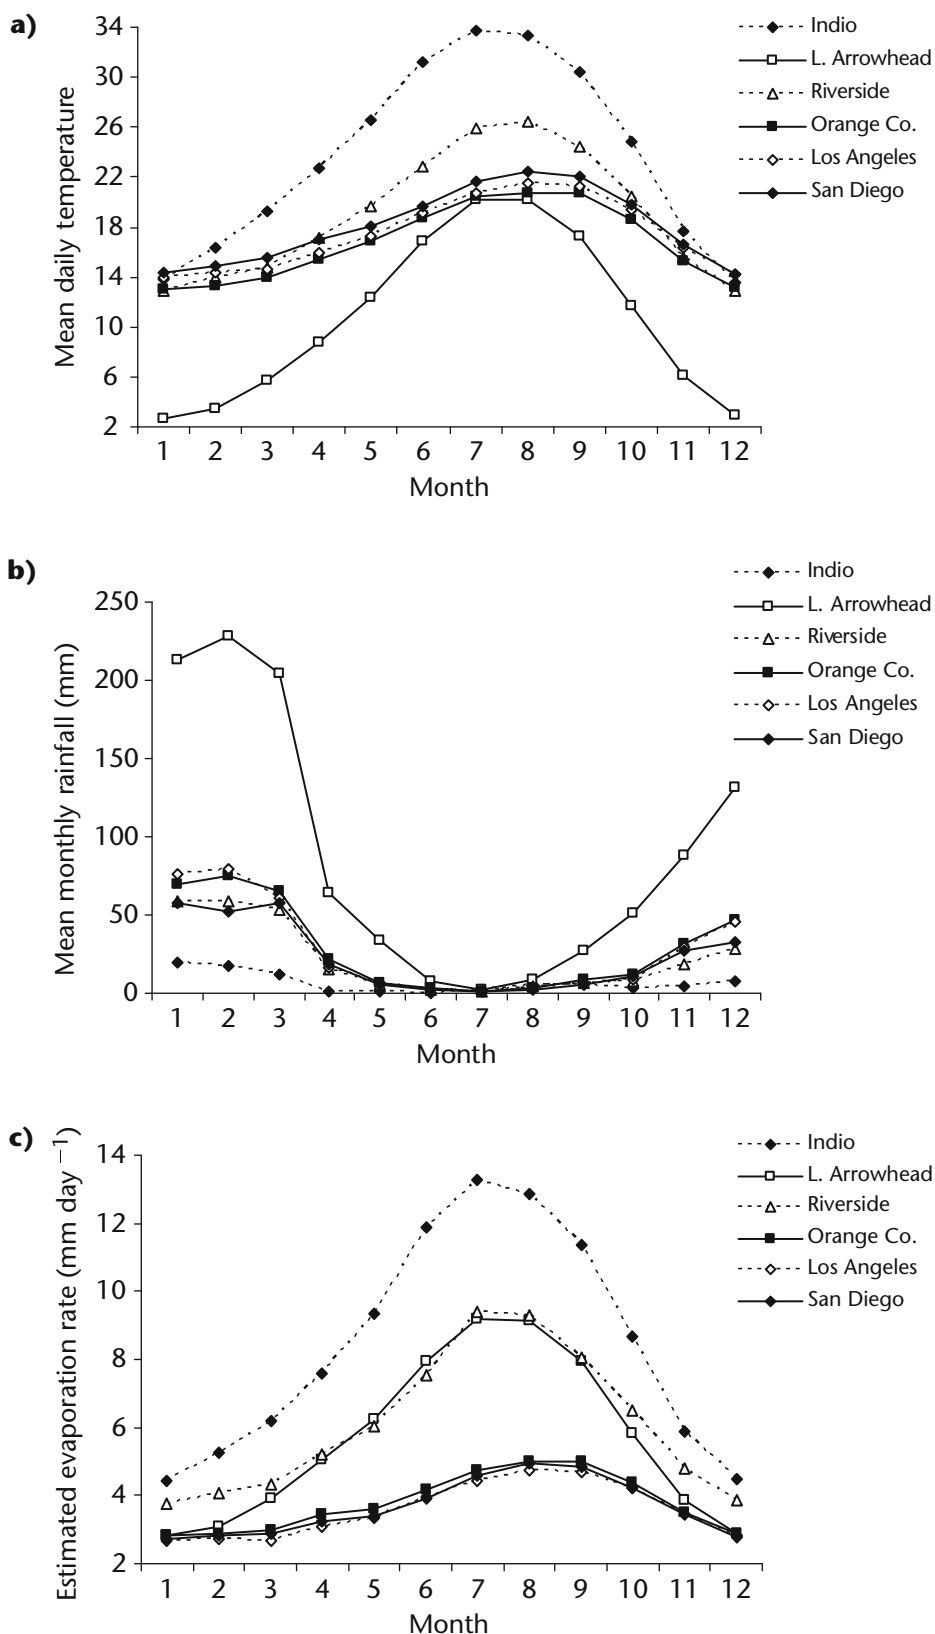 a)
34
30
26
22
18
14
10
6
2
Mean daily temperature
1 2 3 4 5 6 7 8 9 10 11 12
Month
Indio
L. Arrowhead
Riverside
Orange Co.
Los Angeles
San Diego
b)
250
200
150
100
50
0
Mean monthly rainfall (mm)
1 2 3 4 5 6 7 8 9 10 11 12
Month
Indio
L. Arrowhead
Riverside
Orange Co.
Los Angeles
San Diego
c)
14
12
10
8
6
4
2
Estimated evaporation rate (mm day⁻¹)
1 2 3 4 5 6 7 8 9 10 11 12
Month
Indio
L. Arrowhead
Riverside
Orange Co.
Los Angeles
San Diego